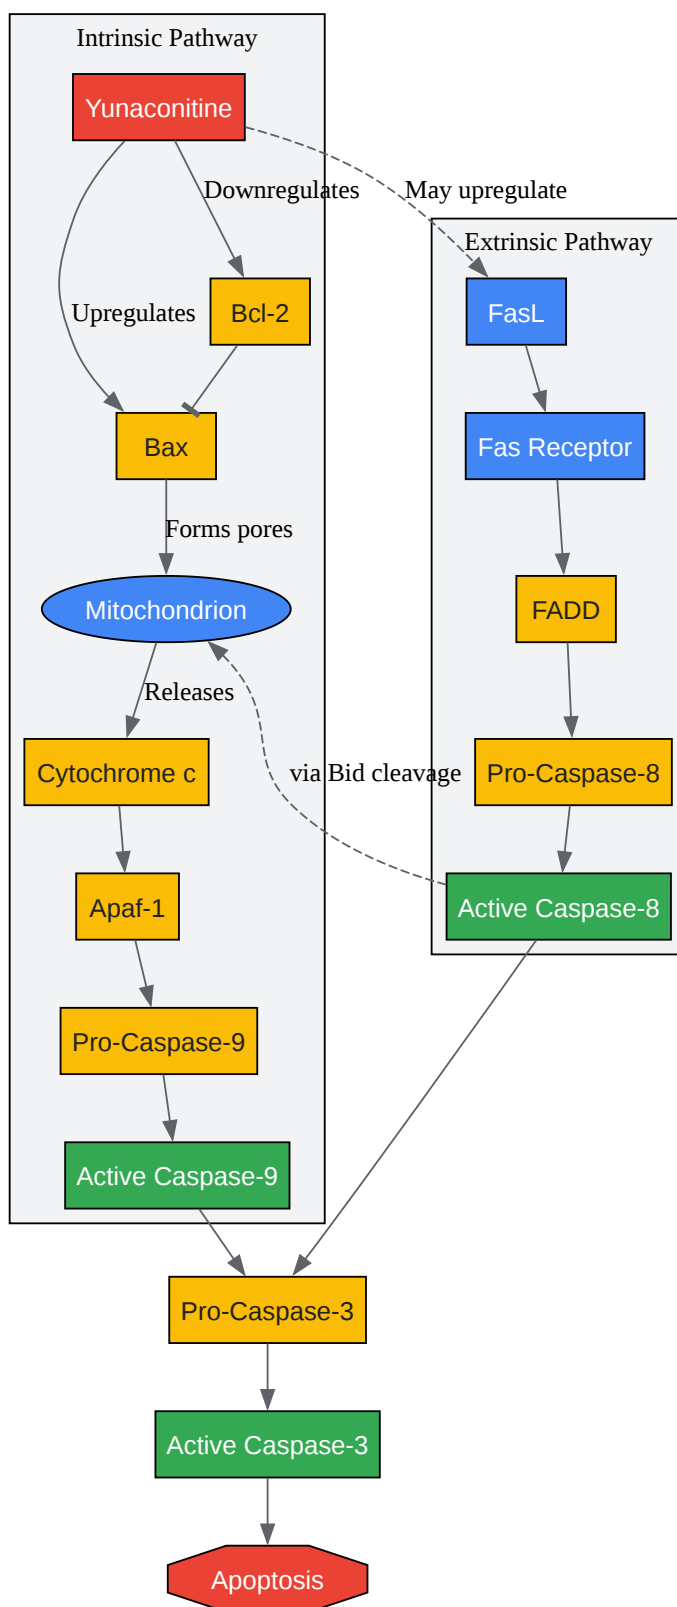 Intrinsic Pathway
Yunaconitine
Downregulates
May upregulate
Extrinsic Pathway
Upregulates
Bcl-2
FasL
Bax
Fas Receptor
Forms pores
Mitochondrion
FADD
Releases
Cytochrome c
via Bid cleavage
Pro-Caspase-8
Apaf-1
Active Caspase-8
Pro-Caspase-9
Active Caspase-9
Pro-Caspase-3
Active Caspase-3
Apoptosis